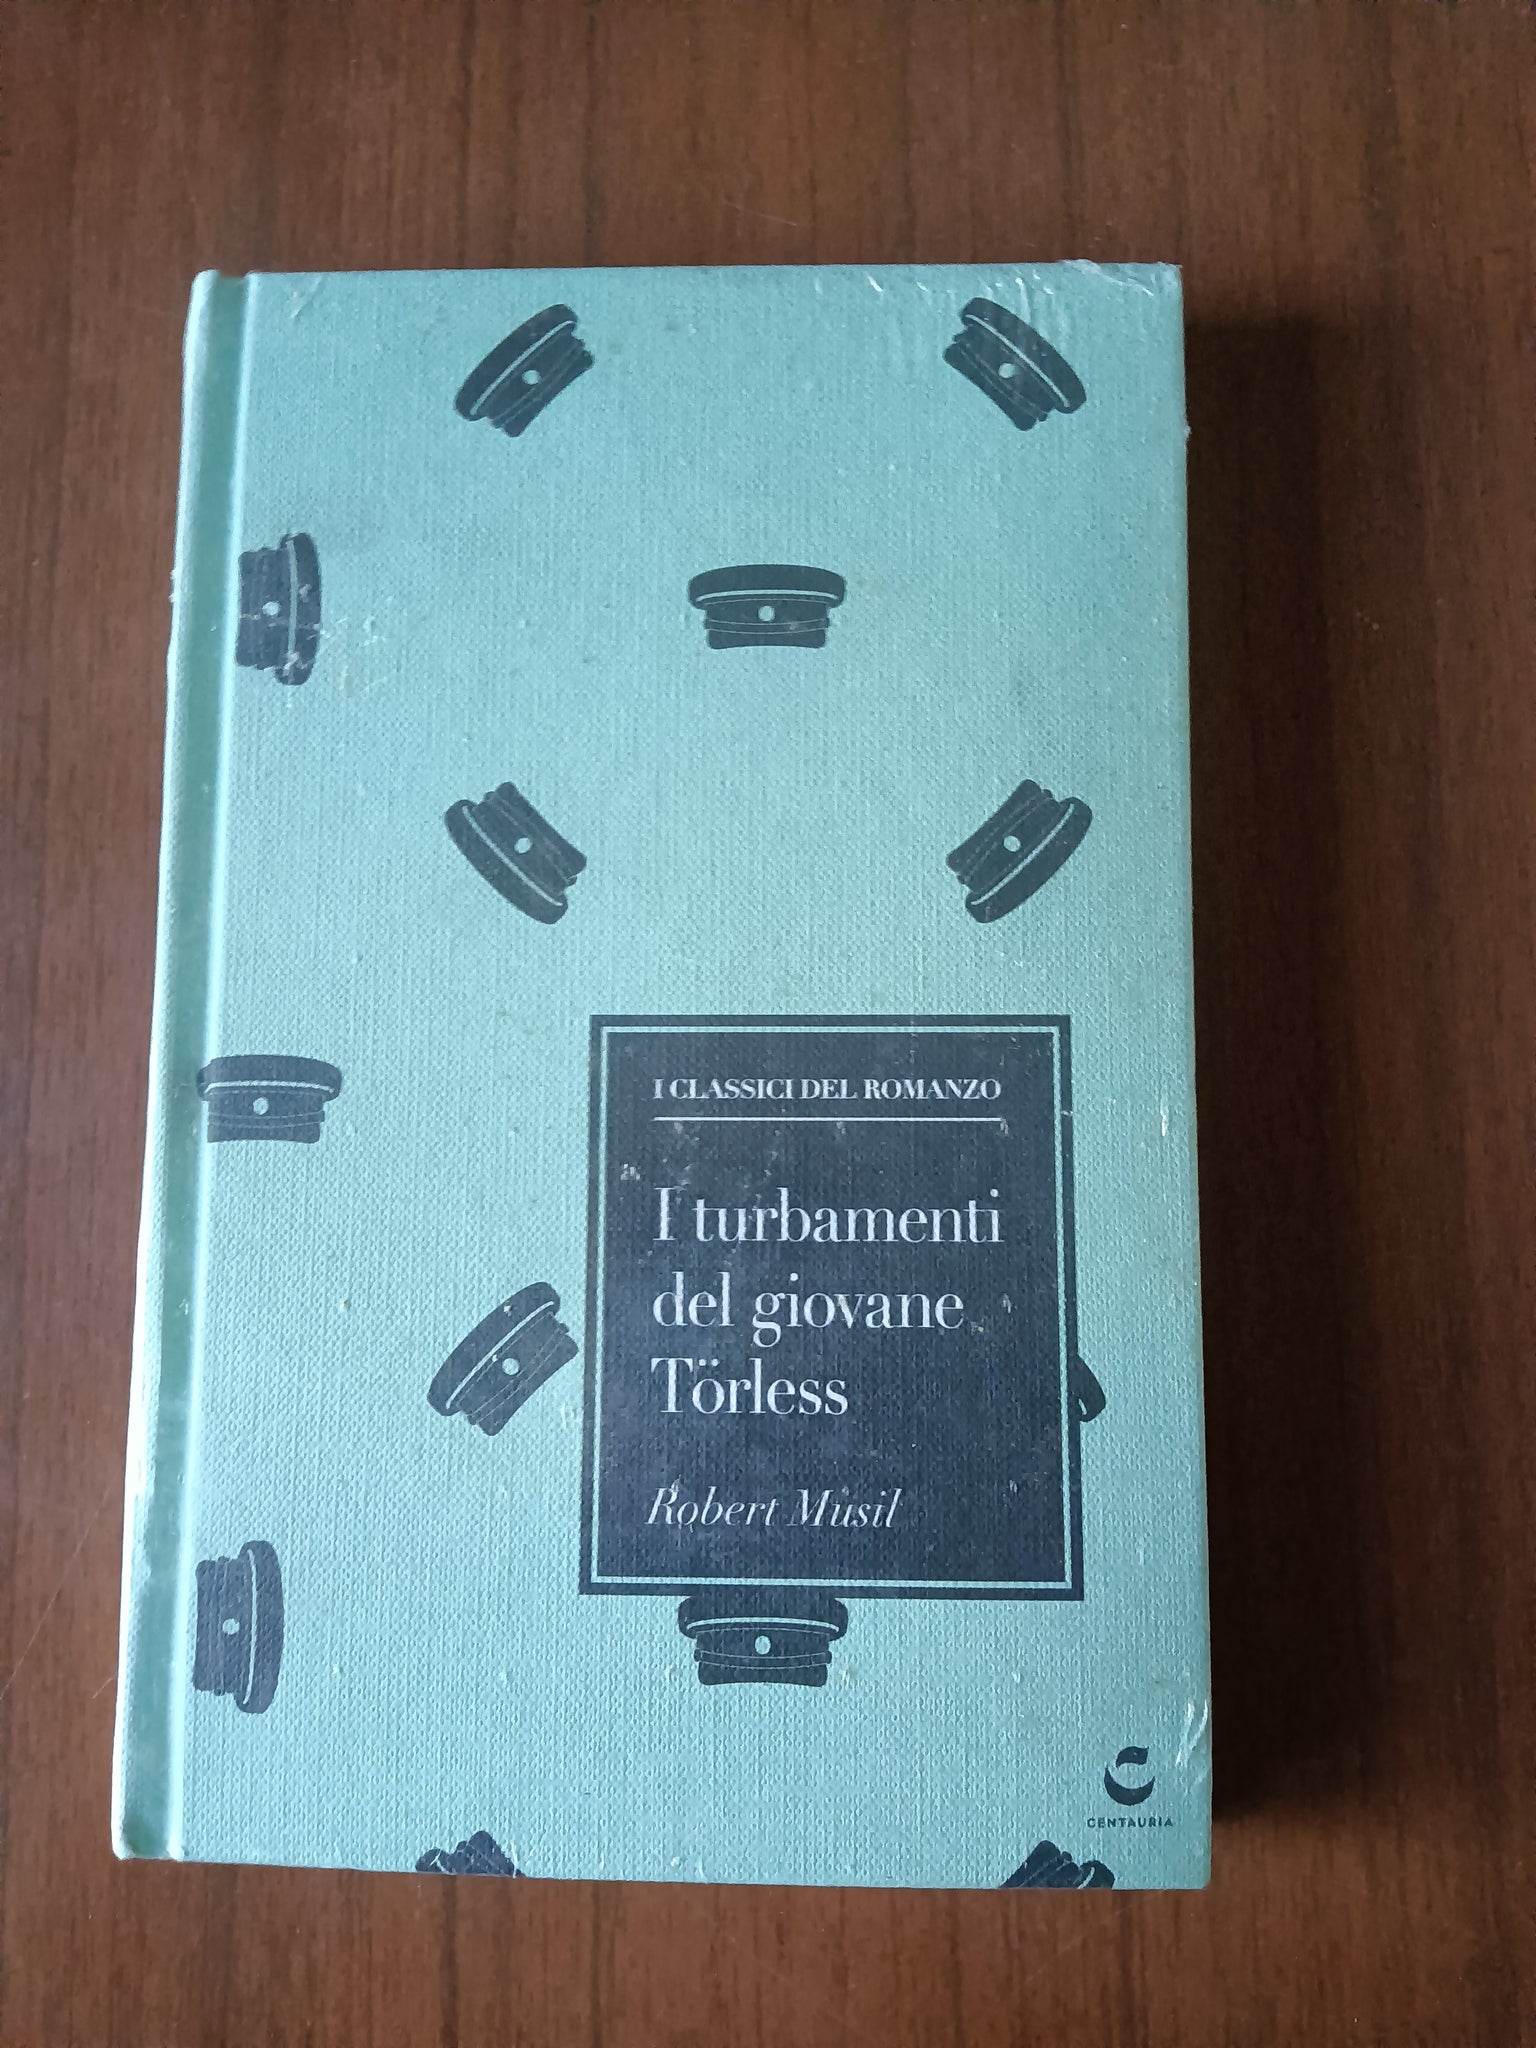 I CLASSICI DEL ROMANZO
I turbamenti
del giovane
Törless
Robert Musil
CENTAURIA